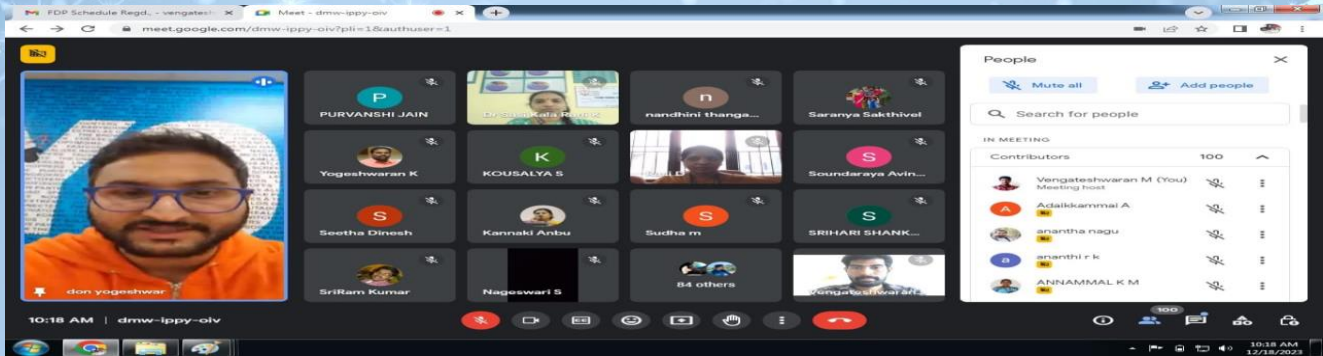 FDP Schedule Regd., - vengatesh
Meet - dmw-ippy-oiv
meet.google.com/dmw-ippy-oiv?pli=1&authuser=1
People
Mute all
Add people
Search for people
IN MEETING
Contributors 100
Vengateshwaran M (You)
Meeting host
A
Adaikkammai A
anantha nagu
a
ananthi r k
ANNAMMAL K M
P
PURVANSHI JAIN
n
nandhini thanga...
Saranya Sakthivel
Yogeshwaran K
K
KOUSALYA S
S
Soundaraya Avin...
S
Seetha Dinesh
Kannaki Anbu
S
Sudha m
S
SRIHARI SHANK...
don yogeshwar
SriRam Kumar
Nageswari S
84 others
Vengateshwaran
10:18 AM | dmw-ippy-oiv
100
10:18 AM
12/18/2023